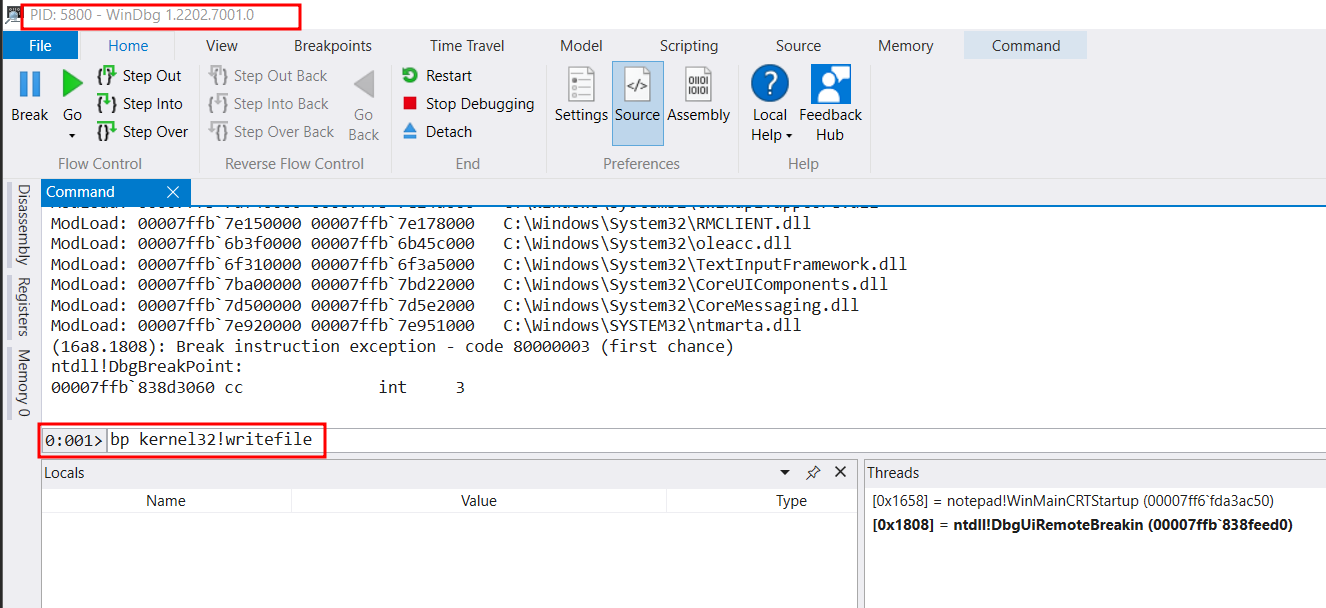 PID: 5800 - WinDbg 1.2202.7001.0
File Home View Breakpoints Time Travel Model Scripting Source Memory Command
Break
Go
Step Out
Step Into
Step Over
Flow Control
Step Out Back
Step Into Back
Step Over Back
Go
Back
Reverse Flow Control
Restart
Stop Debugging
Detach
End
Settings
Source
Assembly
Preferences
Local
Help
Feedback
Hub
Help
Disassembly
Registers
Memory 0
Command
ModLoad: 00007ffb`7e150000 00007ffb`7e178000   C:\Windows\System32\RMCLIENT.dll
ModLoad: 00007ffb`6b3f0000 00007ffb`6b45c000   C:\Windows\System32\oleacc.dll
ModLoad: 00007ffb`6f310000 00007ffb`6f3a5000   C:\Windows\System32\TextInputFramework.dll
ModLoad: 00007ffb`7ba00000 00007ffb`7bd22000   C:\Windows\System32\CoreUIComponents.dll
ModLoad: 00007ffb`7d500000 00007ffb`7d5e2000   C:\Windows\System32\CoreMessaging.dll
ModLoad: 00007ffb`7e920000 00007ffb`7e951000   C:\Windows\SYSTEM32\ntmarta.dll
(16a8.1808): Break instruction exception - code 80000003 (first chance)
ntdll!DbgBreakPoint:
00007ffb`838d3060 cc              int     3
0:001> bp kernel32!writefile
Locals
Name Value Type
Threads
[0x1658] = notepad!WinMainCRTStartup (00007ff6`fda3ac50)
[0x1808] = ntdll!DbgUiRemoteBreakin (00007ffb`838feed0)